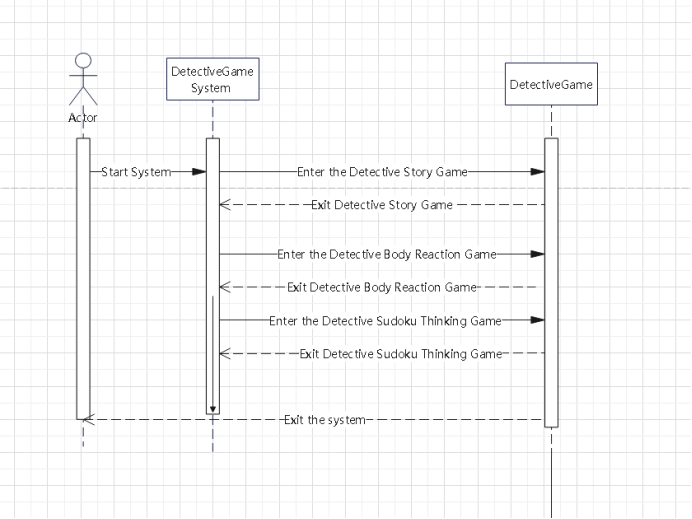 DetectiveGame
System
DetectiveGame
Actor
Start System
Enter the Detective Story Game
Exit Detective Story Game
Enter the Detective Body Reaction Game
Exit Detective Body Reaction Game
Enter the Detective Sudoku Thinking Game
Exit Detective Sudoku Thinking Game
Exit the system